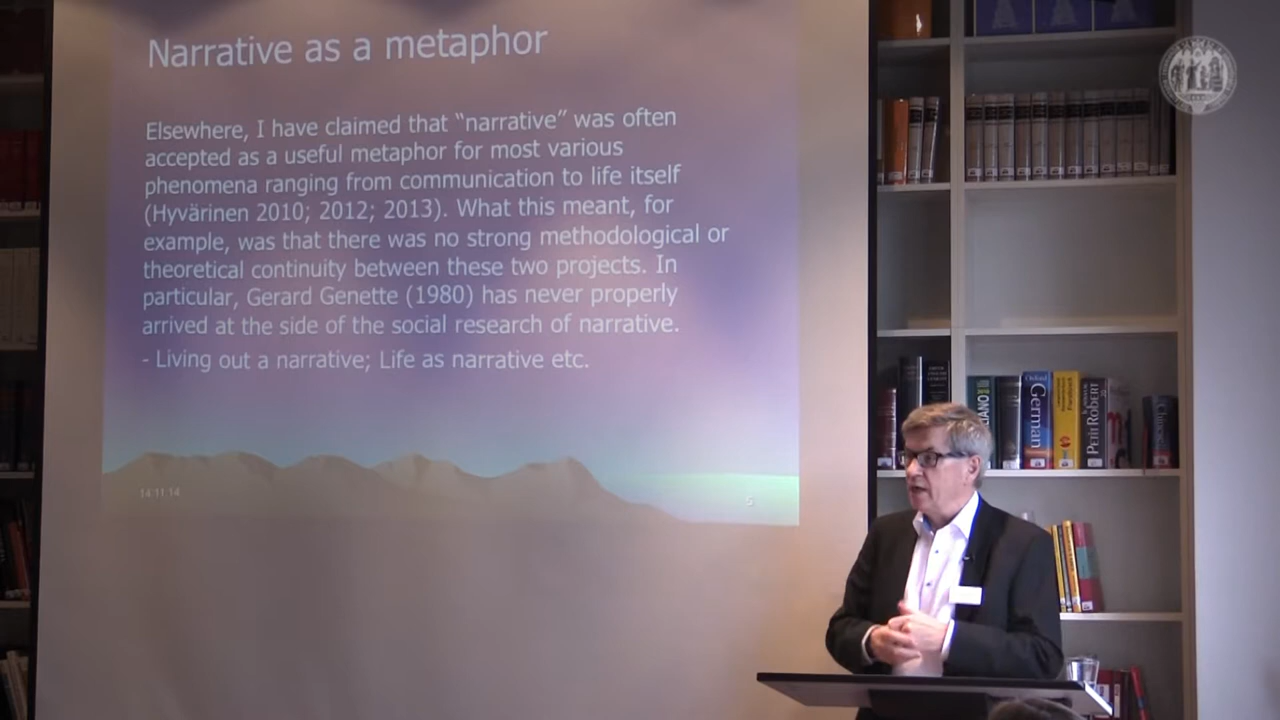 Narrative as a metaphor
Elsewhere, I have claimed that “narrative” was often
accepted as a useful metaphor for most various
phenomena ranging from communication to life itself
(Hyvärinen 2010; 2012; 2013). What this meant, for
example, was that there was no strong methodological or
theoretical continuity between these two projects. In
particular, Gerard Genette (1980) has never properly
arrived at the side of the social research of narrative.
- Living out a narrative; Life as narrative etc.
14.11.14
5
Oxford
German
Petit Robert
Chinese